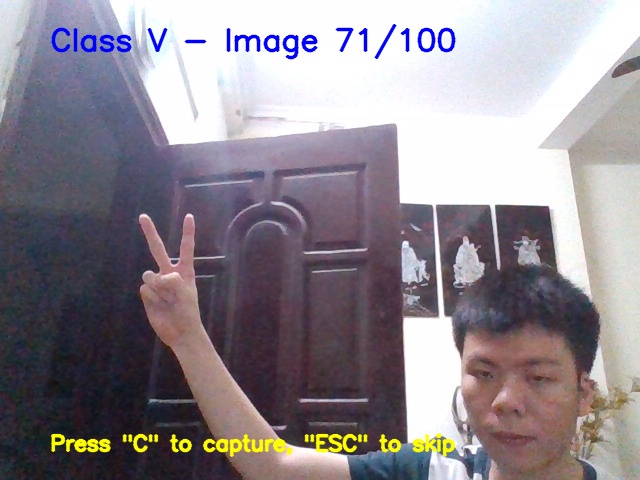 Class V - Image 71/100
Press "C" to capture, "ESC" to skip